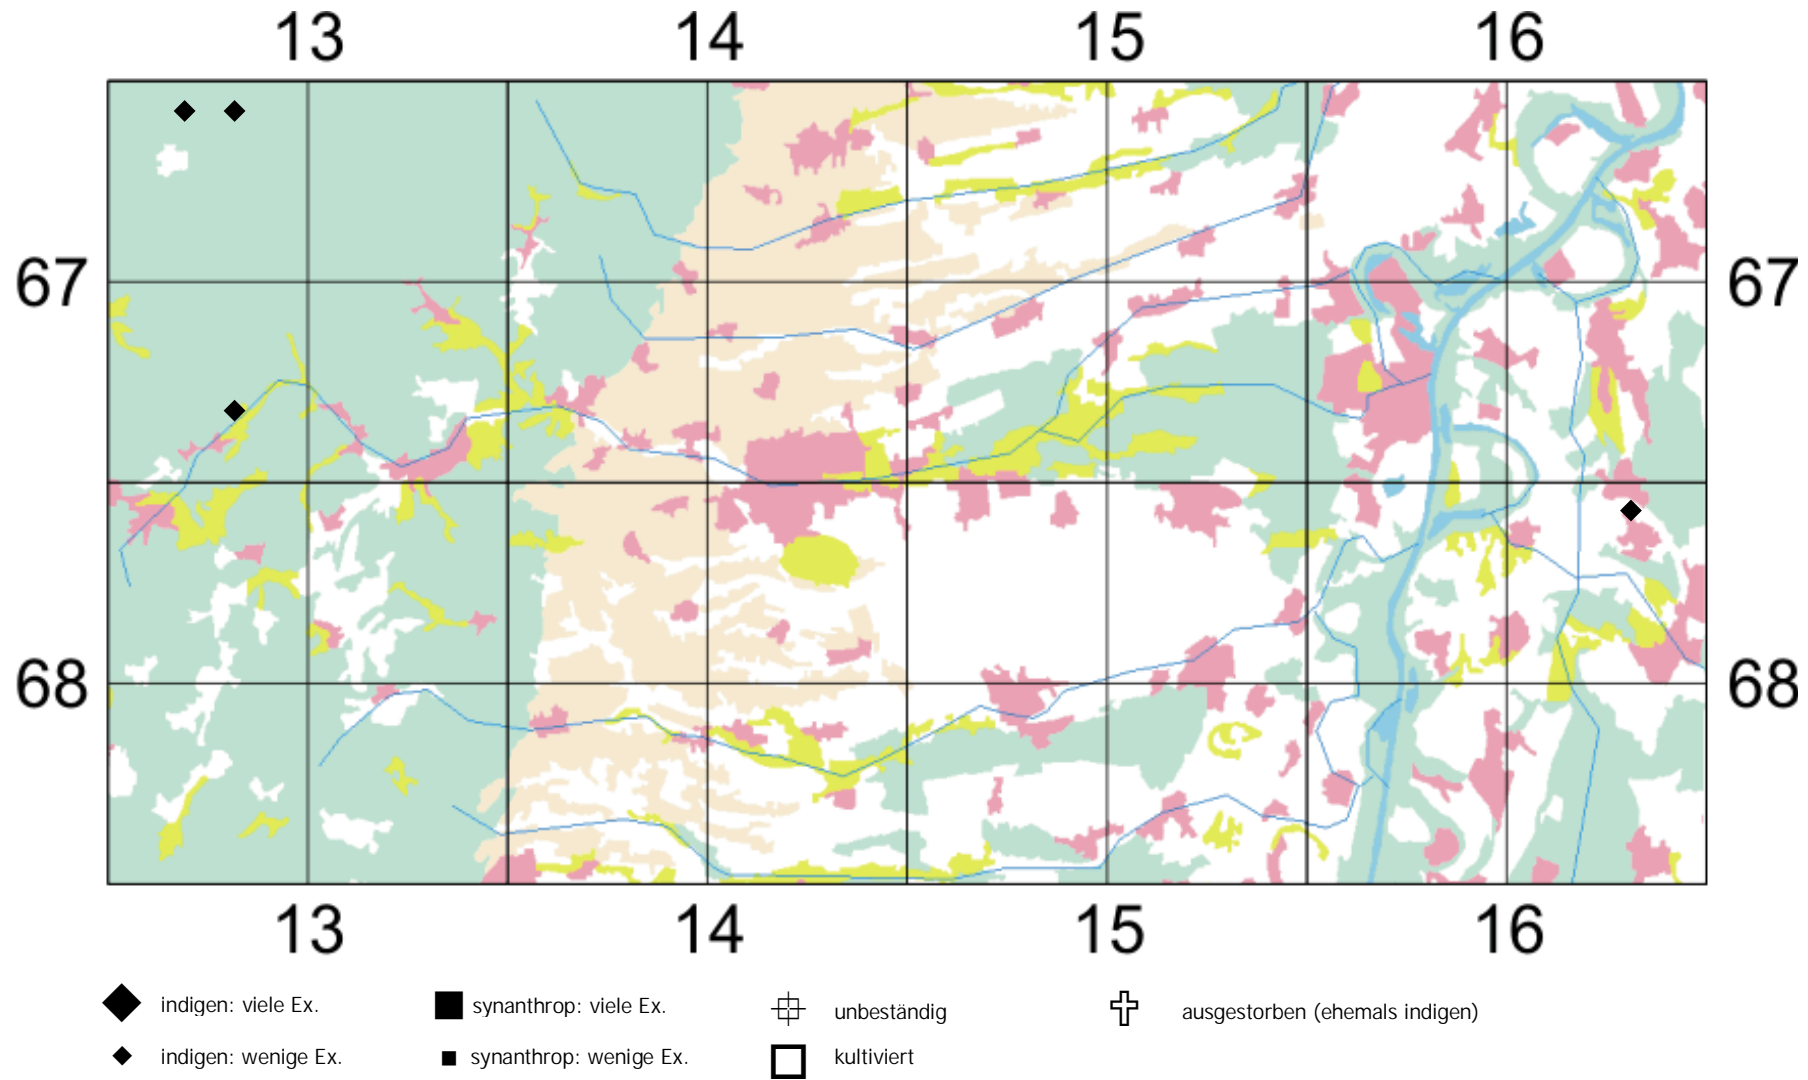 13 14 15 16
67 67
68 68
13 14 15 16
indigen: viele Ex. synanthrop: viele Ex. unbeständig ausgestorben (ehemals indigen)
indigen: wenige Ex. synanthrop: wenige Ex. kultiviert